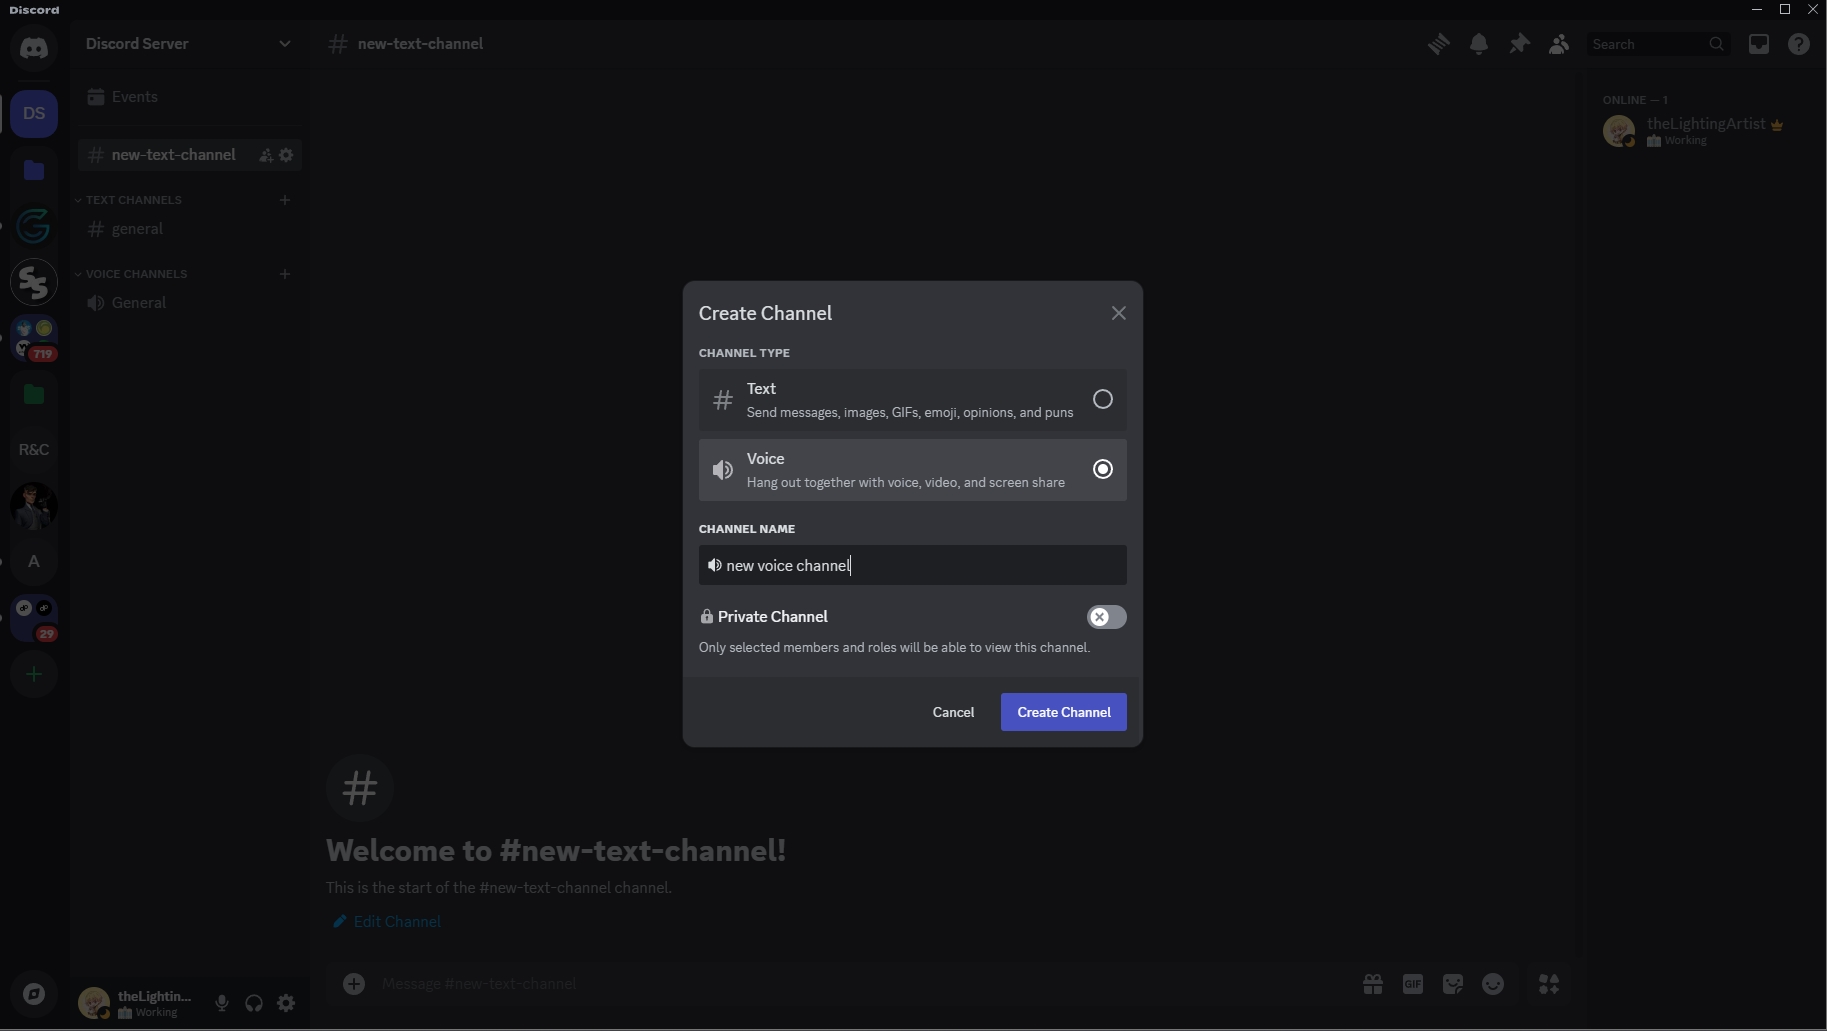 Discord
Discord Server
new-text-channel
Search
Events
DS
new-text-channel
TEXT CHANNELS
general
VOICE CHANNELS
General
719
R&C
A
29
ONLINE — 1
theLightingArtist
Working
Create Channel
CHANNEL TYPE
Text
Send messages, images, GIFs, emoji, opinions, and puns
Voice
Hang out together with voice, video, and screen share
CHANNEL NAME
new voice channel
Private Channel
Only selected members and roles will be able to view this channel.
Cancel
Create Channel
Welcome to #new-text-channel!
This is the start of the #new-text-channel channel.
Edit Channel
Message #new-text-channel
GIF
theLightin...
Working